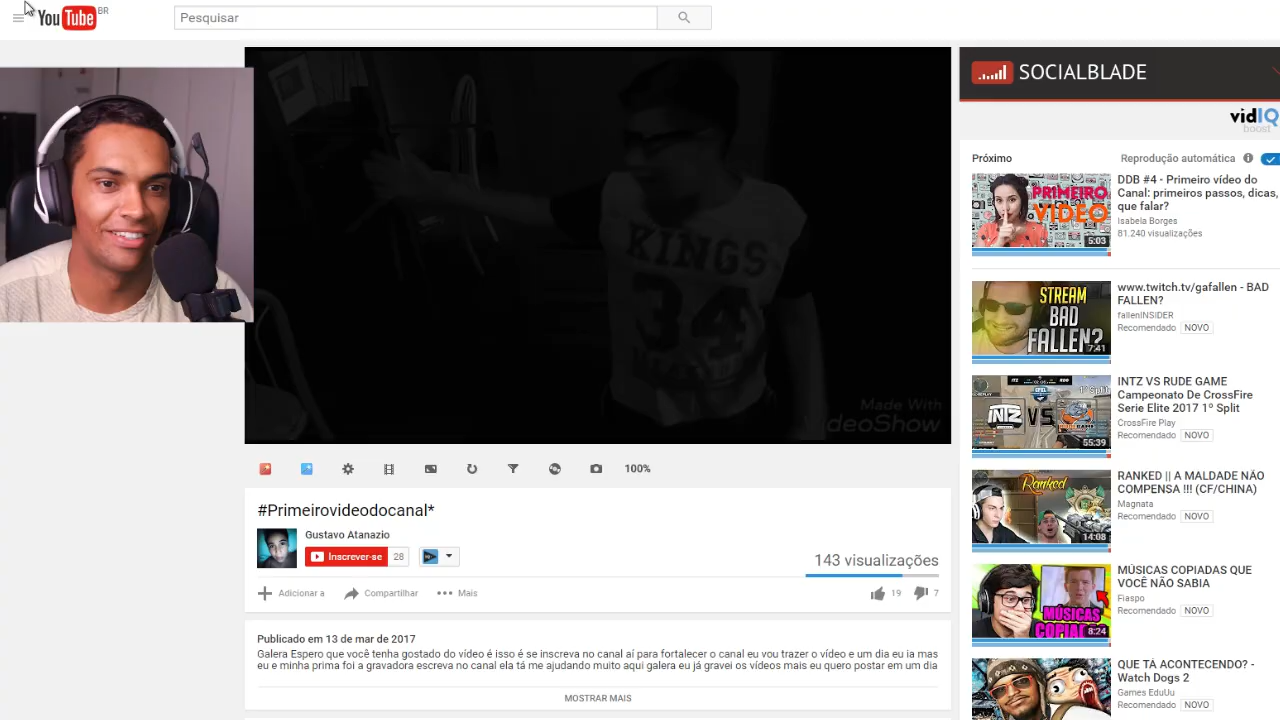 YouTube BR
Pesquisar
SOCIALBLADE
vidIQ
boost
KINGS
34
Made With
VideoShow
100%
#Primeirovideodocanal*
Gustavo Atanazio
Inscrever-se 28
143 visualizações
Adicionar a Compartilhar Mais
19 7
Publicado em 13 de mar de 2017
Galera Espero que você tenha gostado do vídeo é isso é se inscreva no canal aí para fortalecer o canal eu vou trazer o vídeo e um dia eu ia mas
eu e minha prima foi a gravadora escreva no canal ela tá me ajudando muito aqui galera eu já gravei os vídeos mais eu quero postar em um dia
MOSTRAR MAIS
Próximo Reprodução automática
PRIMEIRO
VIDEO
5:03
DDB #4 - Primeiro vídeo do
Canal: primeiros passos, dicas,
que falar?
Isabela Borges
81.240 visualizações
STREAM
BAD
FALLEN?
7:41
www.twitch.tv/gafallen - BAD
FALLEN?
fallenINSIDER
Recomendado NOVO
1º Split
INTZ VS
55:39
INTZ VS RUDE GAME
Campeonato De CrossFire
Serie Elite 2017 1º Split
CrossFire Play
Recomendado NOVO
Ranked
14:08
RANKED || A MALDADE NÃO
COMPENSA !!! (CF/CHINA)
Magnata
Recomendado NOVO
MÚSICAS
COPIADAS
8:24
MÚSICAS COPIADAS QUE
VOCÊ NÃO SABIA
Fiaspo
Recomendado NOVO
QUE TÁ ACONTECENDO? -
Watch Dogs 2
Games EduUu
Recomendado NOVO